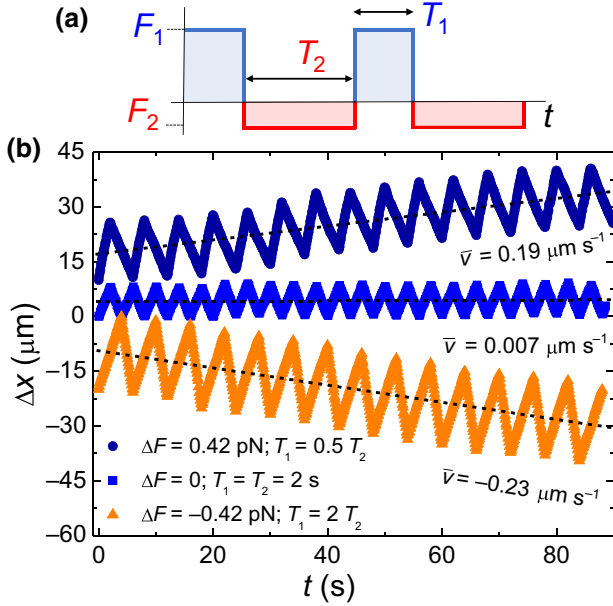 (a)
F₁
T₁
T₂
F₂
t
(b)
45
30
15
0
−15
−30
−45
−60
Δx (μm)
v̄ = 0.19 μm s⁻¹
v̄ = 0.007 μm s⁻¹
v̄ = −0.23 μm s⁻¹
ΔF = 0.42 pN; T₁ = 0.5 T₂
ΔF = 0; T₁ = T₂ = 2 s
ΔF = −0.42 pN; T₁ = 2 T₂
0 20 40 60 80
t (s)